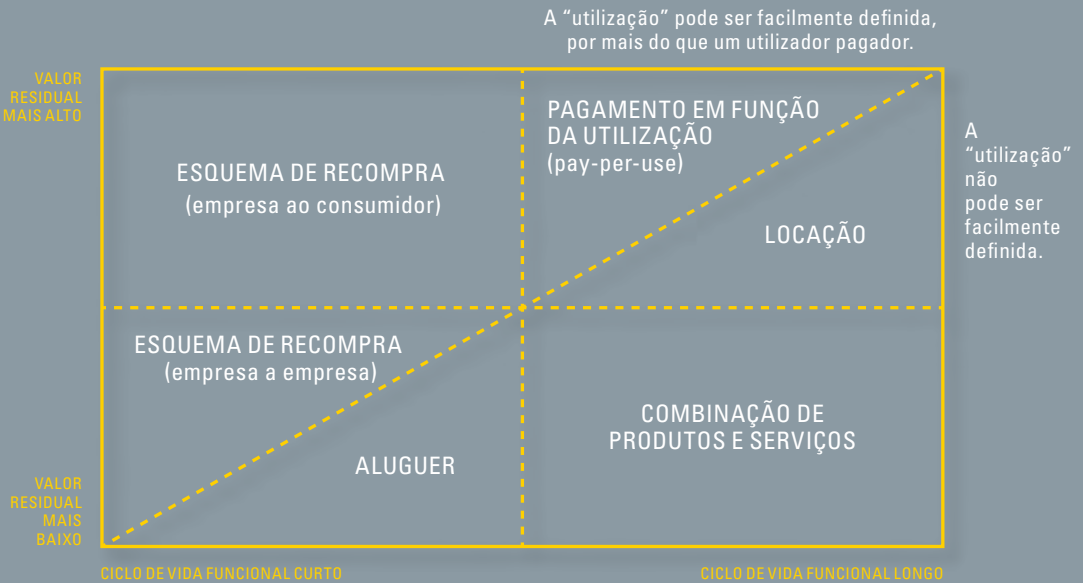 A “utilização” pode ser facilmente definida,
por mais do que um utilizador pagador.
VALOR
RESIDUAL
MAIS ALTO
PAGAMENTO EM FUNÇÃO
DA UTILIZAÇÃO
(pay-per-use)
A
“utilização”
não
pode ser
facilmente
definida.
ESQUEMA DE RECOMPRA
(empresa ao consumidor)
LOCAÇÃO
ESQUEMA DE RECOMPRA
(empresa a empresa)
COMBINAÇÃO DE
PRODUTOS E SERVIÇOS
ALUGUER
VALOR
RESIDUAL
MAIS
BAIXO
CICLO DE VIDA FUNCIONAL CURTO
CICLO DE VIDA FUNCIONAL LONGO